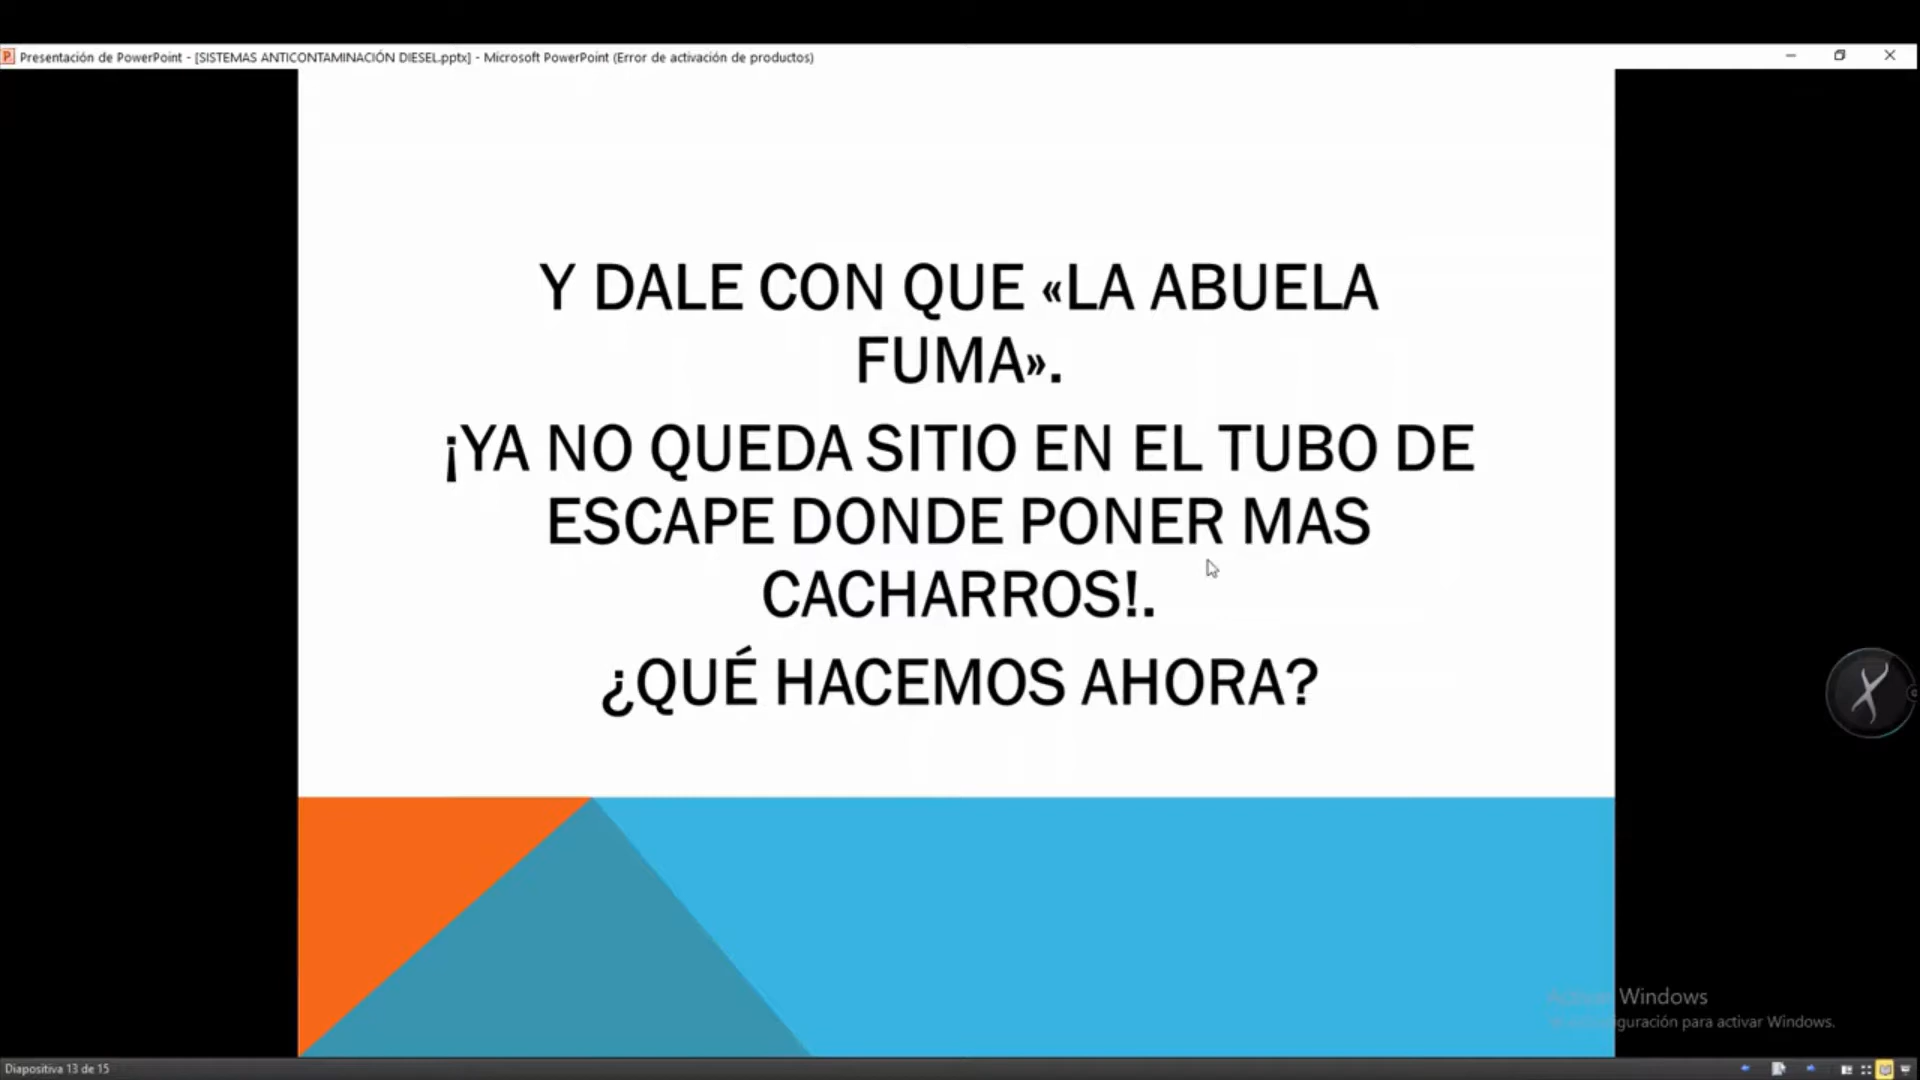 Presentación de PowerPoint - [SISTEMAS ANTICONTAMINACIÓN DIESEL.pptx] - Microsoft PowerPoint (Error de activación de productos)
Y DALE CON QUE «LA ABUELA
FUMA».
¡YA NO QUEDA SITIO EN EL TUBO DE
ESCAPE DONDE PONER MAS
CACHARROS!.
¿QUÉ HACEMOS AHORA?
Windows
para activar Windows.
Diapositiva 13 de 15